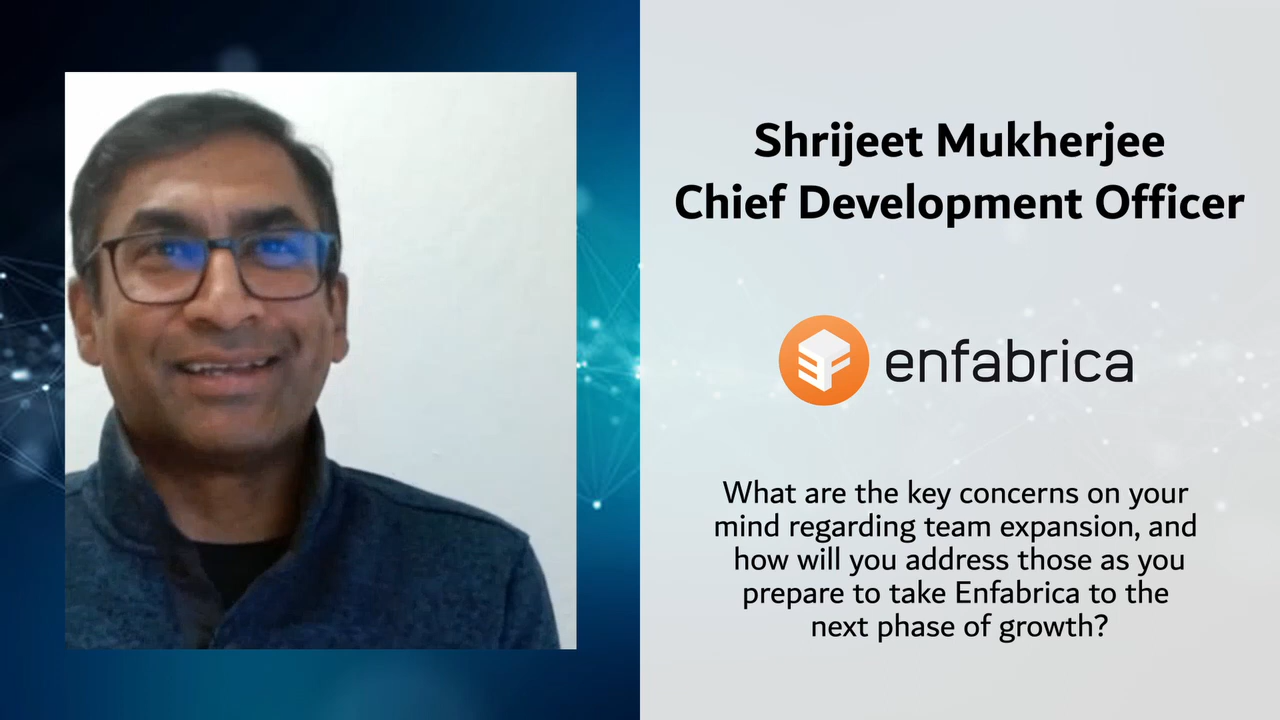 Shrijeet Mukherjee
Chief Development Officer
enfabrica
What are the key concerns on your
mind regarding team expansion, and
how will you address those as you
prepare to take Enfabrica to the
next phase of growth?